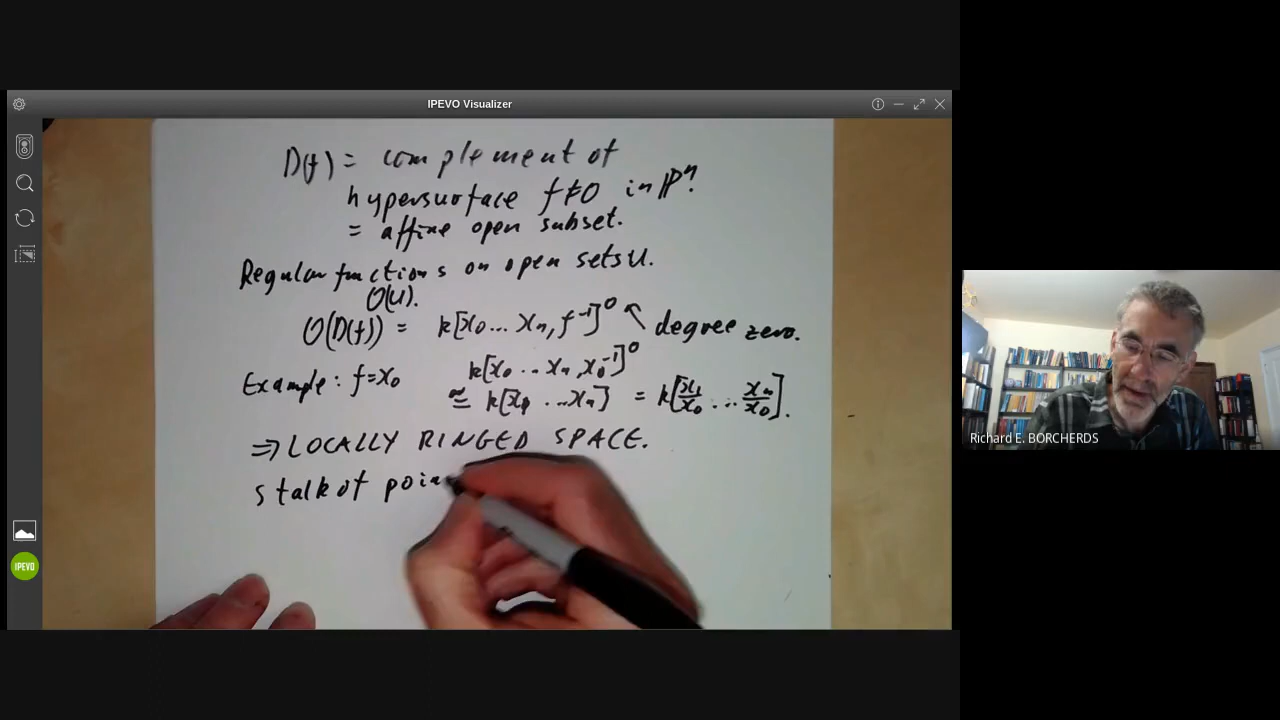 IPEVO Visualizer
D(f) = complement of
hypersurface f≠0 in ℙⁿ.
= affine open subset.
Regular functions on open sets U.
O(U).
O(D(f)) = k[x₀... xₙ, f⁻¹]⁰ ↖ degree zero.
Example: f=x₀ k[x₀ .. xₙ, x₀⁻¹]⁰
≅ k[x₁ ... xₙ] = k[x₁/x₀ ... xₙ/x₀].
⇒ LOCALLY RINGED SPACE.
stalk of poin
IPEVO
Richard E. BORCHERDS